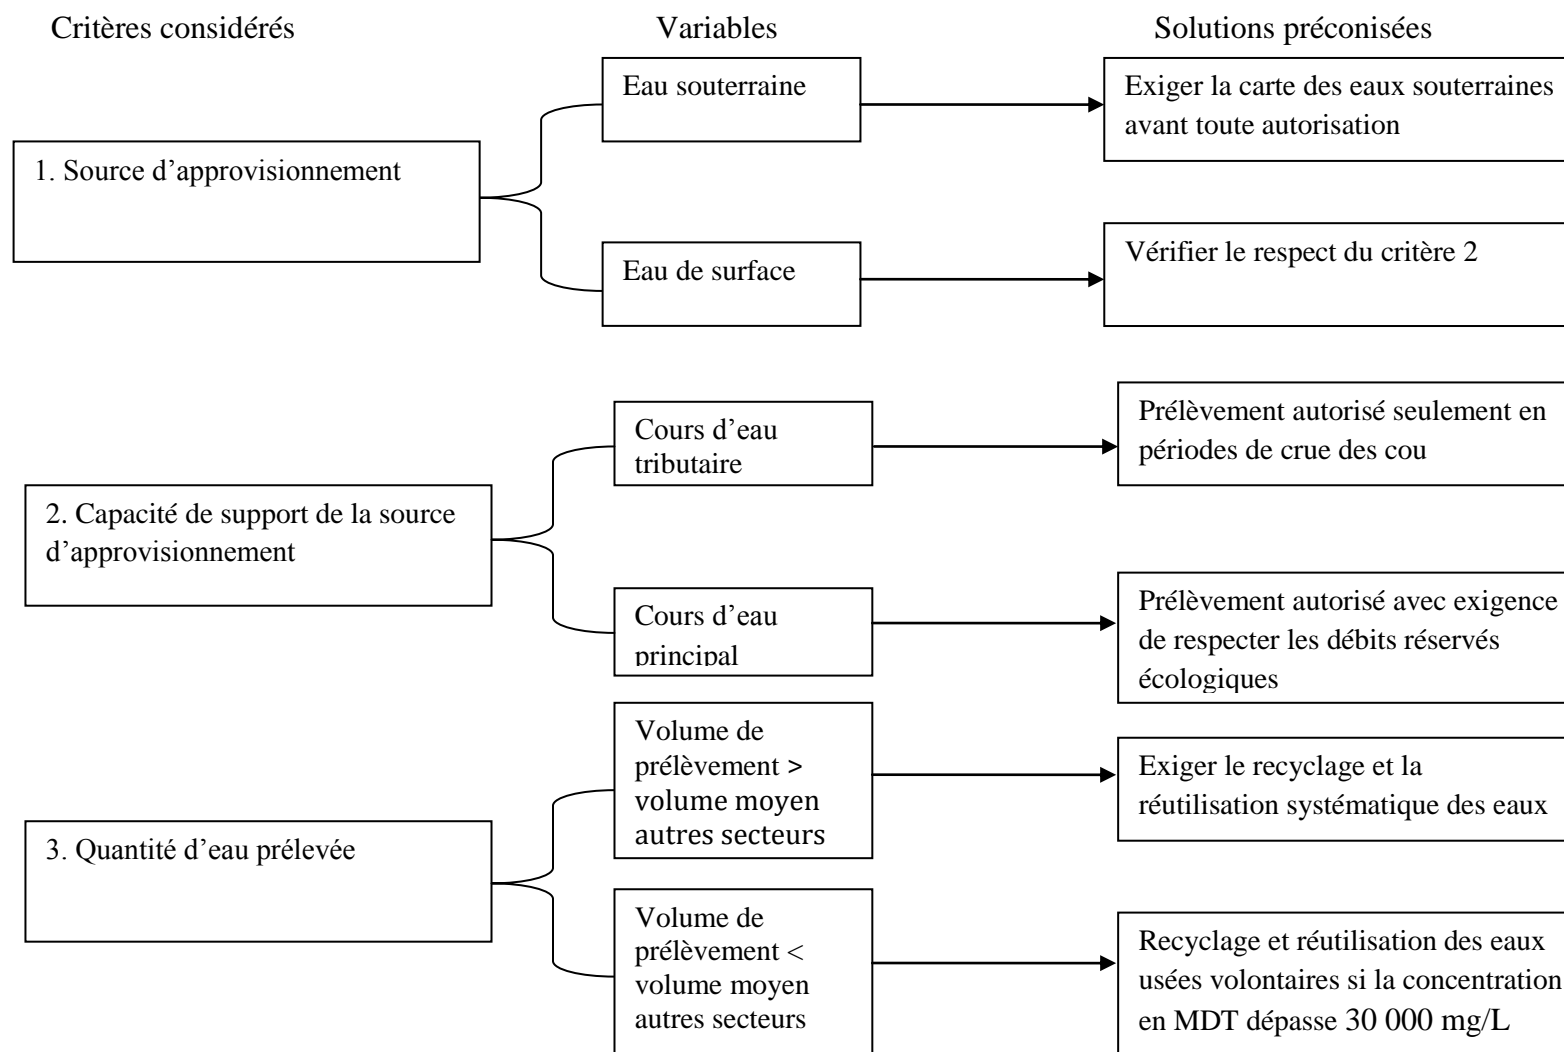 Critères considérés
Variables
Solutions préconisées
1. Source d’approvisionnement
Eau souterraine
Exiger la carte des eaux souterraines
avant toute autorisation
Eau de surface
Vérifier le respect du critère 2
2. Capacité de support de la source
d’approvisionnement
Cours d’eau
tributaire
Prélèvement autorisé seulement en
périodes de crue des cou
Cours d’eau
principal
Prélèvement autorisé avec exigence
de respecter les débits réservés
écologiques
3. Quantité d’eau prélevée
Volume de
prélèvement >
volume moyen
autres secteurs
Exiger le recyclage et la
réutilisation systématique des eaux
Volume de
prélèvement <
volume moyen
autres secteurs
Recyclage et réutilisation des eaux
usées volontaires si la concentration
en MDT dépasse 30 000 mg/L